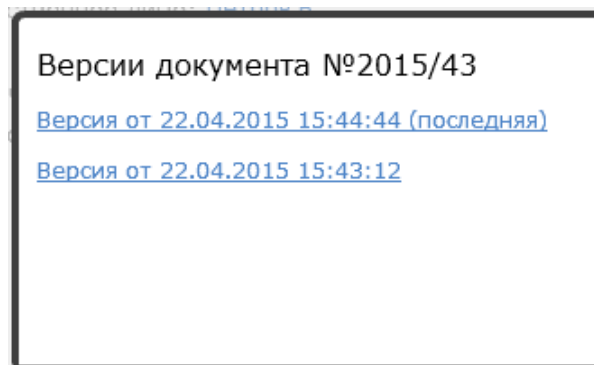 Версии документа №2015/43
Версия от 22.04.2015 15:44:44 (последняя)
Версия от 22.04.2015 15:43:12